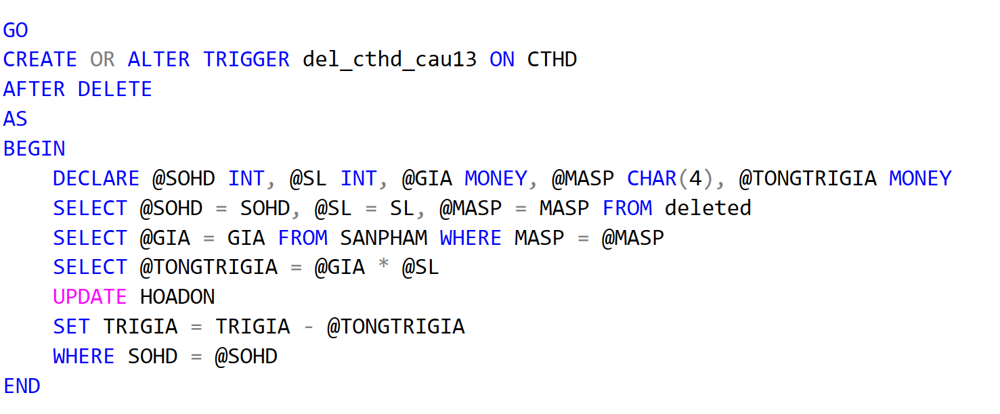 GO
CREATE OR ALTER TRIGGER del_cthd_cau13 ON CTHD
AFTER DELETE
AS
BEGIN
DECLARE @SOHD INT, @SL INT, @GIA MONEY, @MASP CHAR(4), @TONGTRIGIA MONEY
SELECT @SOHD = SOHD, @SL = SL, @MASP = MASP FROM deleted
SELECT @GIA = GIA FROM SANPHAM WHERE MASP = @MASP
SELECT @TONGTRIGIA = @GIA * @SL
UPDATE HOADON
SET TRIGIA = TRIGIA - @TONGTRIGIA
WHERE SOHD = @SOHD
END